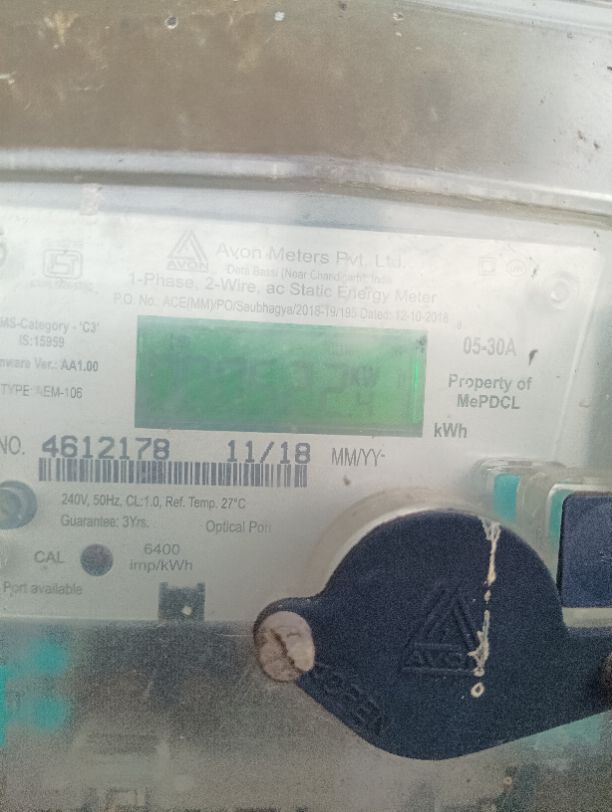 AVON
Avon Meters Pvt. Ltd.
Dera Bassi (Near Chandigarh), India
1-Phase, 2-Wire, ac Static Energy Meter
P.O. No. ACE(MM)/PO/Saubhagya/2018-19/195 Dated: 12-10-2018
MS-Category - 'C3'
IS:15959
Ver.: AA1.00
TYPE: AEM-106
05-30A
Property of
MePDCL
kW
kWh
NO. 4612178 11/18 MM/YY
240V, 50Hz, CL:1.0, Ref. Temp. 27°C
Guarantee: 3Yrs. Optical Port
CAL 6400
imp/kWh
Port available
AVON
OPEN